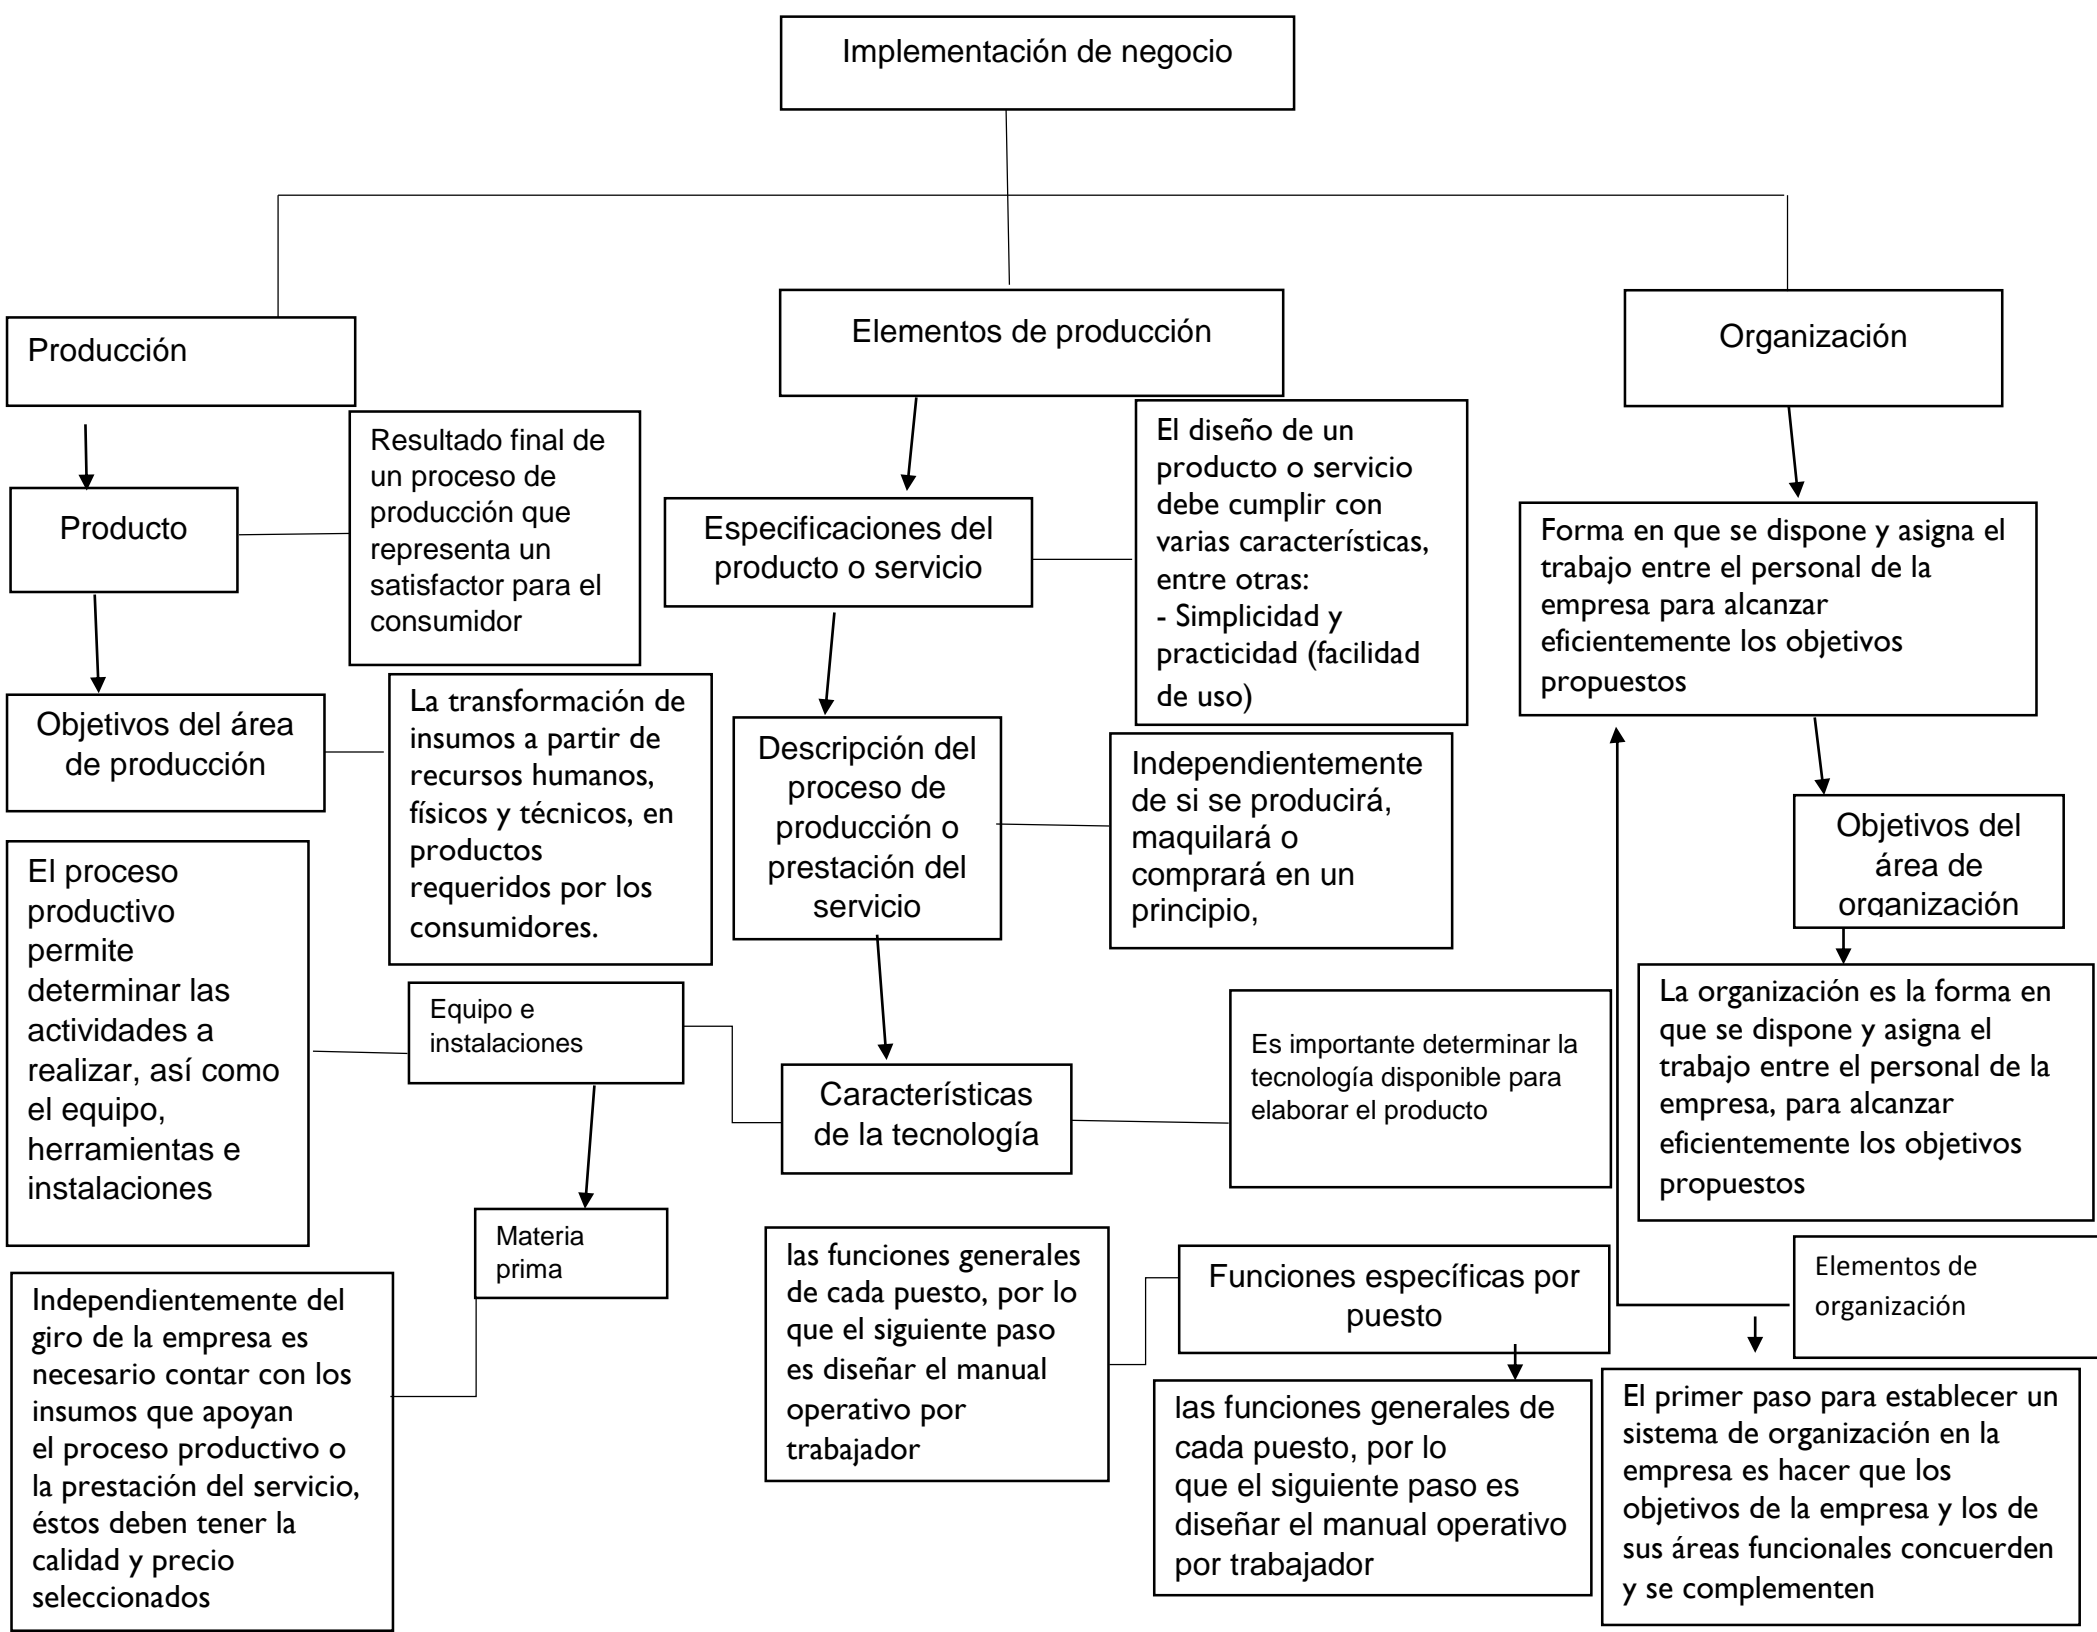 Implementación de negocio
Producción
Elementos de producción
Organización
Producto
Resultado final de
un proceso de
producción que
representa un
satisfactor para el
consumidor
Especificaciones del
producto o servicio
El diseño de un
producto o servicio
debe cumplir con
varias características,
entre otras:
- Simplicidad y
practicidad (facilidad
de uso)
Forma en que se dispone y asigna el
trabajo entre el personal de la
empresa para alcanzar
eficientemente los objetivos
propuestos
Objetivos del área
de producción
La transformación de
insumos a partir de
recursos humanos,
físicos y técnicos, en
productos
requeridos por los
consumidores.
Descripción del
proceso de
producción o
prestación del
servicio
Independientemente
de si se producirá,
maquilará o
comprará en un
principio,
Objetivos del
área de
organización
El proceso
productivo
permite
determinar las
actividades a
realizar, así como
el equipo,
herramientas e
instalaciones
Equipo e
instalaciones
Características
de la tecnología
Es importante determinar la
tecnología disponible para
elaborar el producto
La organización es la forma en
que se dispone y asigna el
trabajo entre el personal de la
empresa, para alcanzar
eficientemente los objetivos
propuestos
Materia
prima
Independientemente del
giro de la empresa es
necesario contar con los
insumos que apoyan
el proceso productivo o
la prestación del servicio,
éstos deben tener la
calidad y precio
seleccionados
las funciones generales
de cada puesto, por lo
que el siguiente paso
es diseñar el manual
operativo por
trabajador
Funciones específicas por
puesto
las funciones generales de
cada puesto, por lo
que el siguiente paso es
diseñar el manual operativo
por trabajador
Elementos de
organización
El primer paso para establecer un
sistema de organización en la
empresa es hacer que los
objetivos de la empresa y los de
sus áreas funcionales concuerden
y se complementen